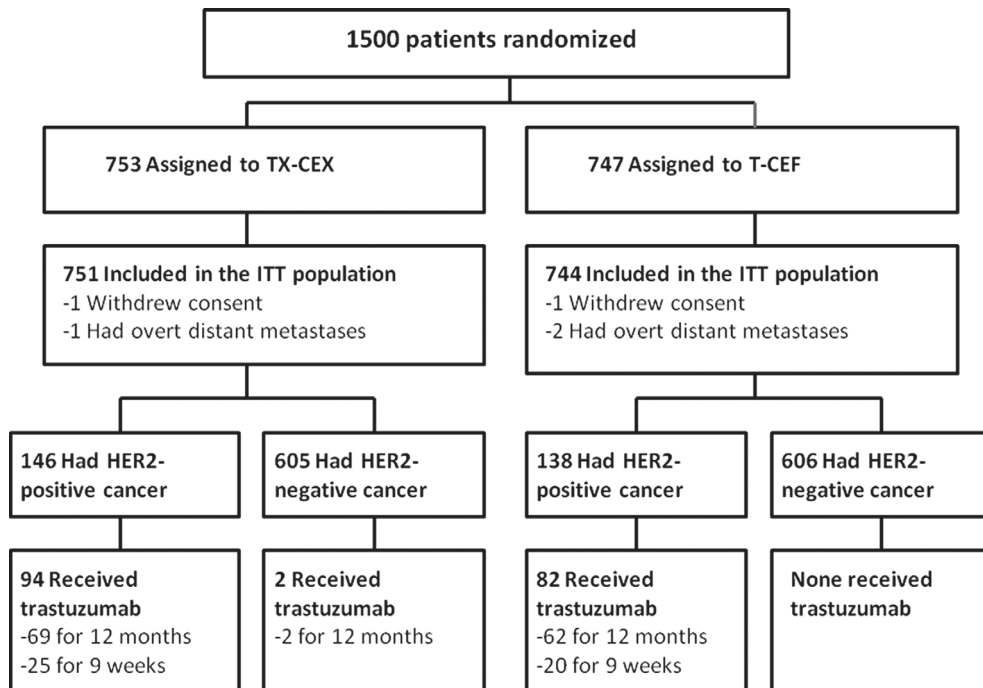 1500 patients randomized
753 Assigned to TX-CEX
747 Assigned to T-CEF
751 Included in the ITT population
-1 Withdrew consent
-1 Had overt distant metastases
744 Included in the ITT population
-1 Withdrew consent
-2 Had overt distant metastases
146 Had HER2-
positive cancer
605 Had HER2-
negative cancer
138 Had HER2-
positive cancer
606 Had HER2-
negative cancer
94 Received
trastuzumab
-69 for 12 months
-25 for 9 weeks
2 Received
trastuzumab
-2 for 12 months
82 Received
trastuzumab
-62 for 12 months
-20 for 9 weeks
None received
trastuzumab